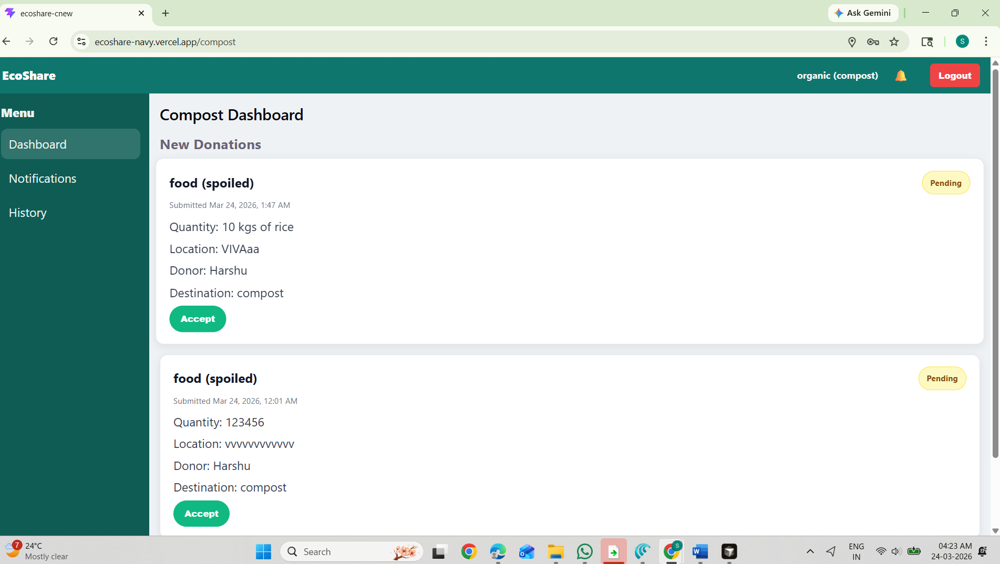 ecoshare-cnew
Ask Gemini
ecoshare-navy.vercel.app/compost
S
EcoShare
organic (compost)
Logout
Menu
Dashboard
Notifications
History
Compost Dashboard
New Donations
food (spoiled)
Pending
Submitted Mar 24, 2026, 1:47 AM
Quantity: 10 kgs of rice
Location: VIVAaa
Donor: Harshu
Destination: compost
Accept
food (spoiled)
Pending
Submitted Mar 24, 2026, 12:01 AM
Quantity: 123456
Location: vvvvvvvvvvvv
Donor: Harshu
Destination: compost
Accept
7
24°C
Mostly clear
Search
S
ENG
IN
04:23 AM
24-03-2026